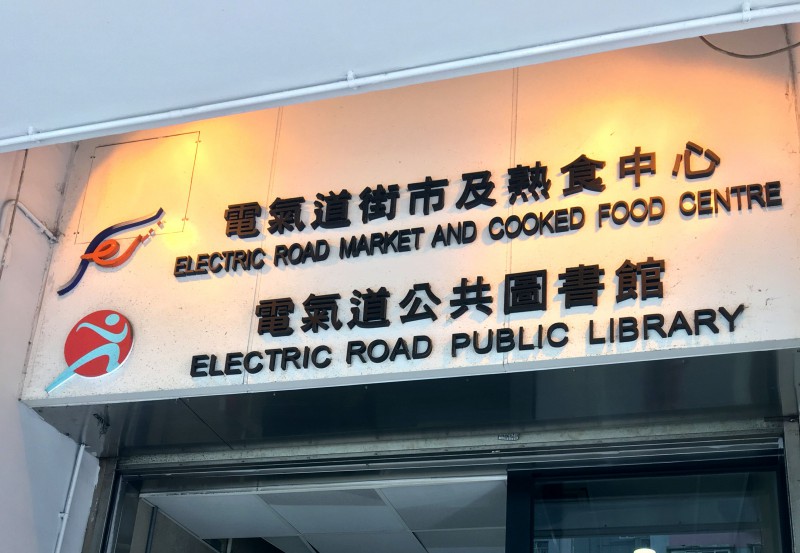 電氣道街市及熟食中心
ELECTRIC ROAD MARKET AND COOKED FOOD CENTRE
電氣道公共圖書館
ELECTRIC ROAD PUBLIC LIBRARY